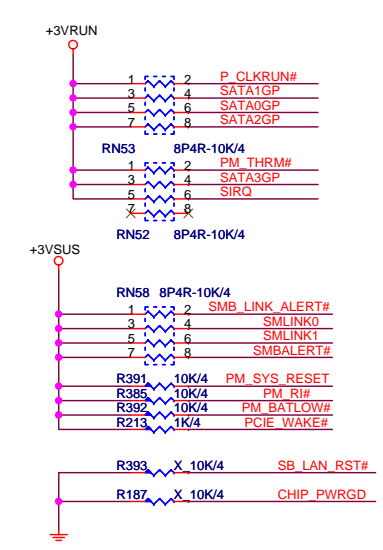 +3VRUN
1 2 P_CLKRUN#
3 4 SATA1GP
5 6 SATA0GP
7 8 SATA2GP
RN53 8P4R-10K/4
1 2 PM_THRM#
3 4 SATA3GP
5 6 SIRQ
7 8
RN52 8P4R-10K/4
+3VSUS
RN58 8P4R-10K/4
1 2 SMB_LINK_ALERT#
3 4 SMLINK0
5 6 SMLINK1
7 8 SMBALERT#
R391 10K/4 PM_SYS_RESET
R385 10K/4 PM_RI#
R392 10K/4 PM_BATLOW#
R213 1K/4 PCIE_WAKE#
R393 X_10K/4 SB_LAN_RST#
R187 X_10K/4 CHIP_PWRGD